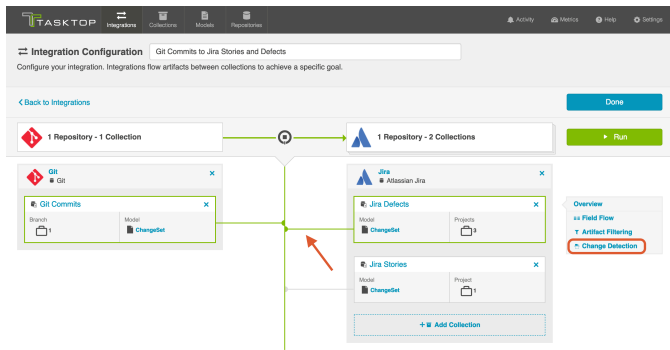 TASKTOP
Integrations
Collections
Models
Repositories
Activity
Metrics
Help
Settings
Integration Configuration
Git Commits to Jira Stories and Defects
Configure your integration. Integrations flow artifacts between collections to achieve a specific goal.
Back to Integrations
Done
1 Repository - 1 Collection
1 Repository - 2 Collections
Run
Git
Git
Jira
Atlassian Jira
Git Commits
Branch
1
Model
ChangeSet
Jira Defects
Model
ChangeSet
Projects
3
Jira Stories
Model
ChangeSet
Project
1
+ Add Collection
Overview
Field Flow
Artifact Filtering
Change Detection